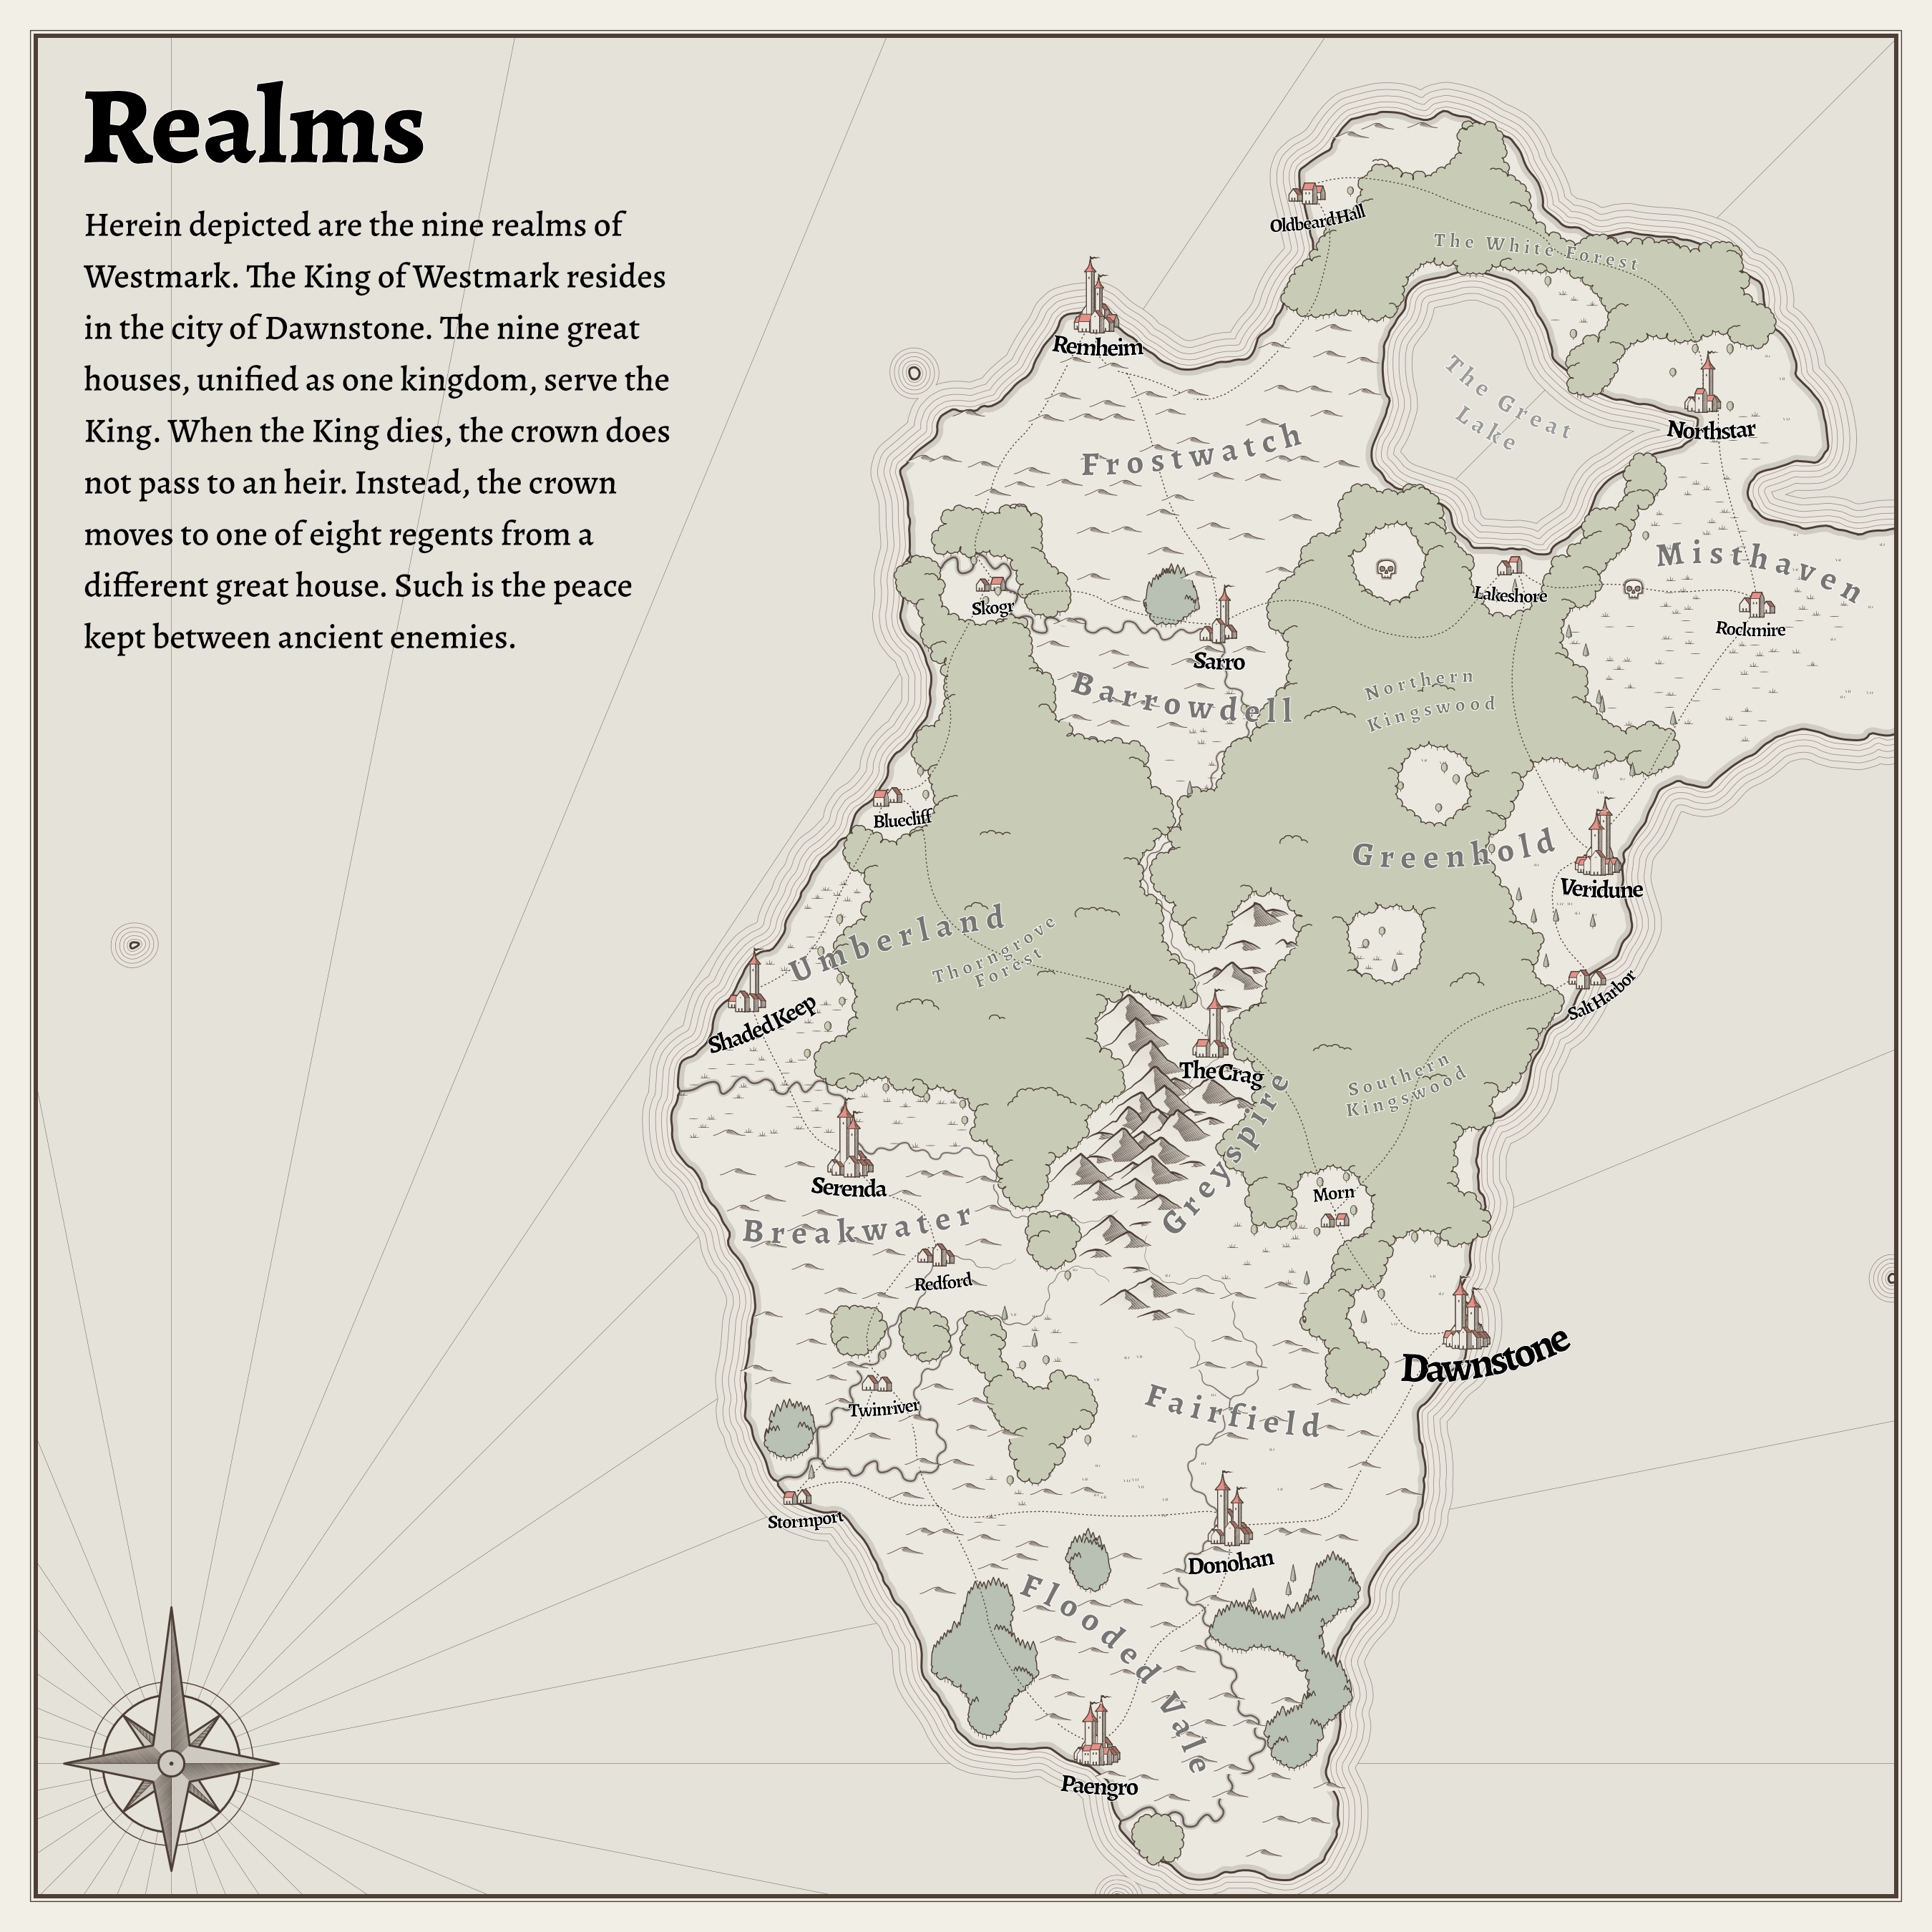 Realms
Herein depicted are the nine realms of
Westmark. The King of Westmark resides
in the city of Dawnstone. The nine great
houses, unified as one kingdom, serve the
King. When the King dies, the crown does
not pass to an heir. Instead, the crown
moves to one of eight regents from a
different great house. Such is the peace
kept between ancient enemies.
Oldbeard Hall
The White Forest
Remheim
The Great
Lake
Northstar
Frostwatch
Misthaven
Skogr
Lakeshore
Rockmire
Sarro
Barrowdell
Northern
Kingswood
Bluecliff
Greenhold
Veridune
Umberland
Thorngrove
Forest
Shaded Keep
Salt Harbor
The Crag
Southern
Kingswood
Greyspire
Serenda
Morn
Breakwater
Redford
Dawnstone
Twinriver
Fairfield
Stormport
Donohan
Flooded Vale
Paengro